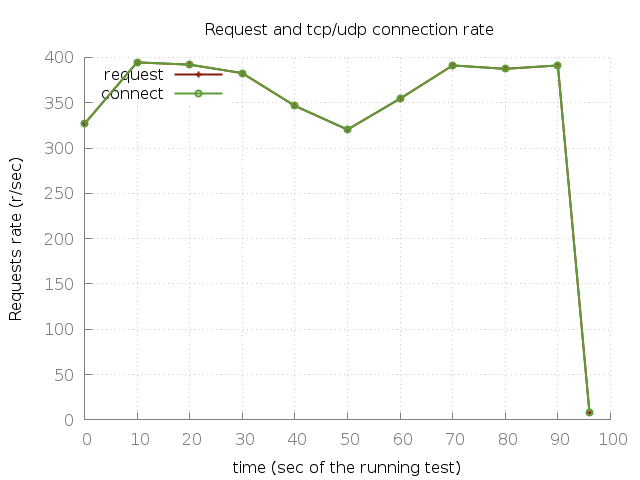 Request and tcp/udp connection rate
400
350
300
250
200
150
100
50
0
request
connect
Requests rate (r/sec)
0 10 20 30 40 50 60 70 80 90 100
time (sec of the running test)